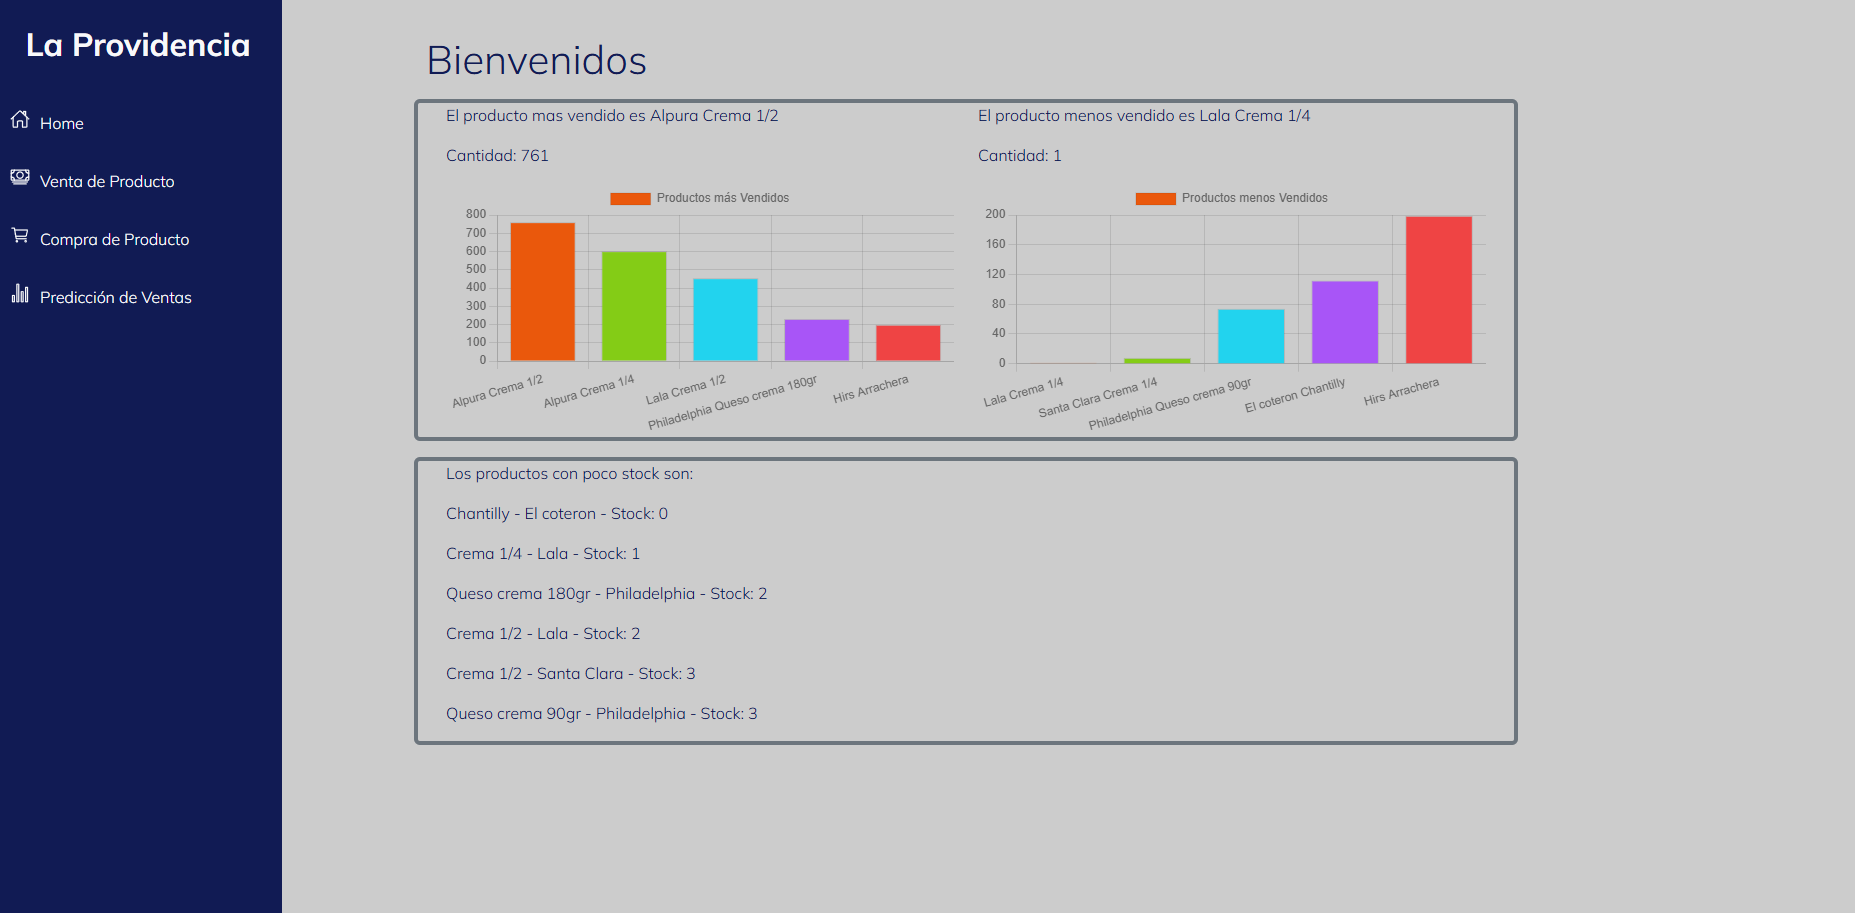 La Providencia
Home
Venta de Producto
Compra de Producto
Predicción de Ventas
Bienvenidos
El producto mas vendido es Alpura Crema 1/2
Cantidad: 761
Productos más Vendidos
800
700
600
500
400
300
200
100
0
Alpura Crema 1/2
Alpura Crema 1/4
Lala Crema 1/2
Philadelphia Queso crema 180gr
Hirs Arrachera
El producto menos vendido es Lala Crema 1/4
Cantidad: 1
Productos menos Vendidos
200
160
120
80
40
0
Lala Crema 1/4
Santa Clara Crema 1/4
Philadelphia Queso crema 90gr
El coteron Chantilly
Hirs Arrachera
Los productos con poco stock son:
Chantilly - El coteron - Stock: 0
Crema 1/4 - Lala - Stock: 1
Queso crema 180gr - Philadelphia - Stock: 2
Crema 1/2 - Lala - Stock: 2
Crema 1/2 - Santa Clara - Stock: 3
Queso crema 90gr - Philadelphia - Stock: 3